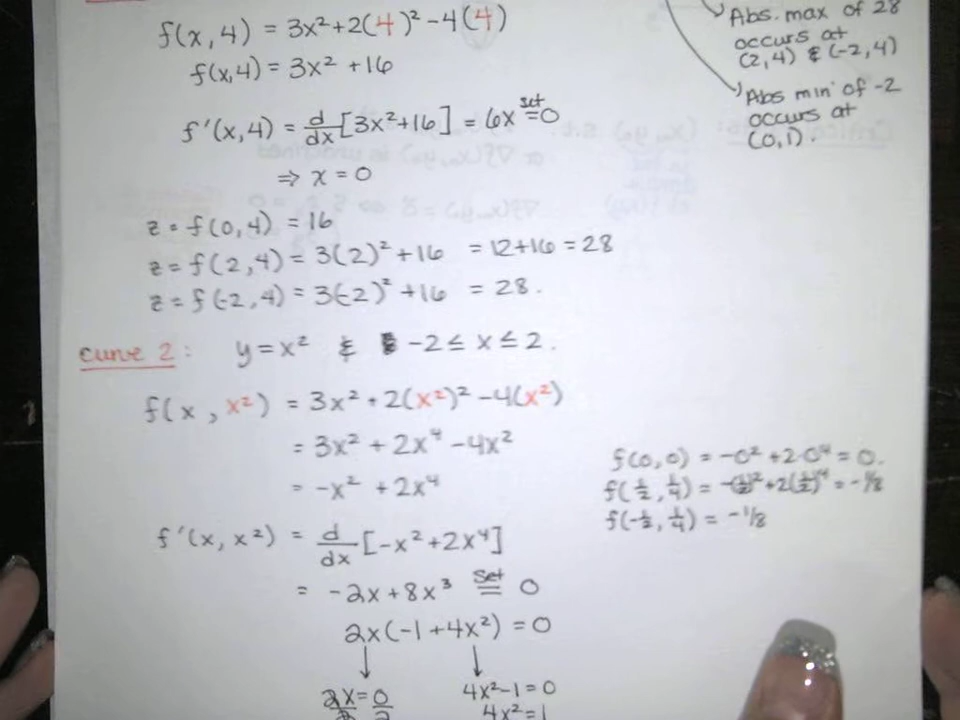 f(x,4) = 3x²+2(4)²-4(4)
f(x,4) = 3x² +16
f'(x,4) = d/dx [3x²+16] = 6x set= 0
⇒ x = 0
z = f(0,4) = 16
z = f(2,4) = 3(2)² +16 = 12+16 = 28
z = f(-2,4) = 3(-2)² +16 = 28.
Abs. max of 28
occurs at
(2,4) & (-2,4)
Abs min of -2
occurs at
(0,1).
curve 2: y = x² & -2 ≤ x ≤ 2.
f(x, x²) = 3x² + 2(x²)² - 4(x²)
= 3x² + 2x⁴ - 4x²
= -x² + 2x⁴
f'(x, x²) = d/dx [-x²+2x⁴]
= -2x+8x³ set= 0
2x(-1+4x²) = 0
2x = 0
2 2
4x²-1=0
4x²=1
f(0,0) = -0² +2·0⁴ = 0.
f(1/2, 1/4) = -(1/2)²+2(1/2)⁴ = -1/8
f(-1/2, 1/4) = -1/8